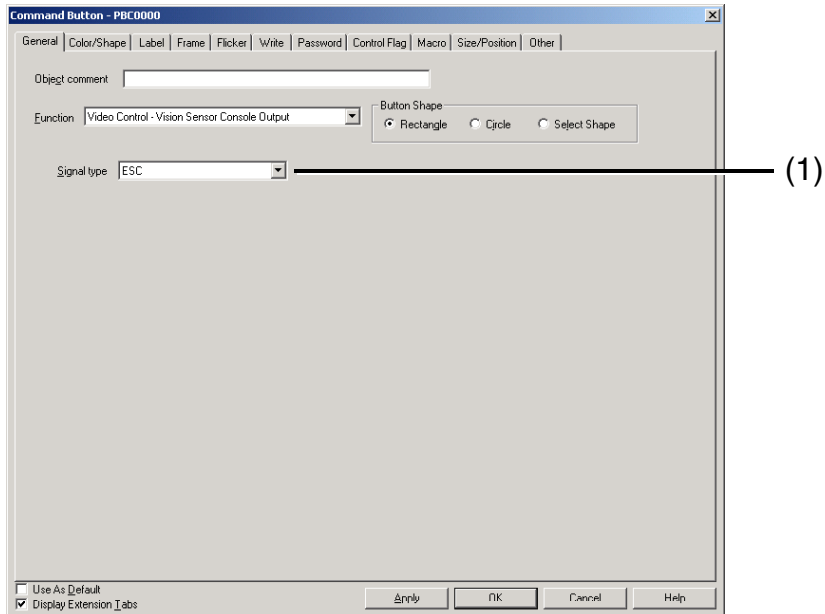 Command Button - PBC0000
General Color/Shape Label Frame Flicker Write Password Control Flag Macro Size/Position Other
Object comment
Button Shape
Function Video Control - Vision Sensor Console Output Rectangle Circle Select Shape
Signal type ESC (1)
Use As Default
Display Extension Tabs Apply OK Cancel Help